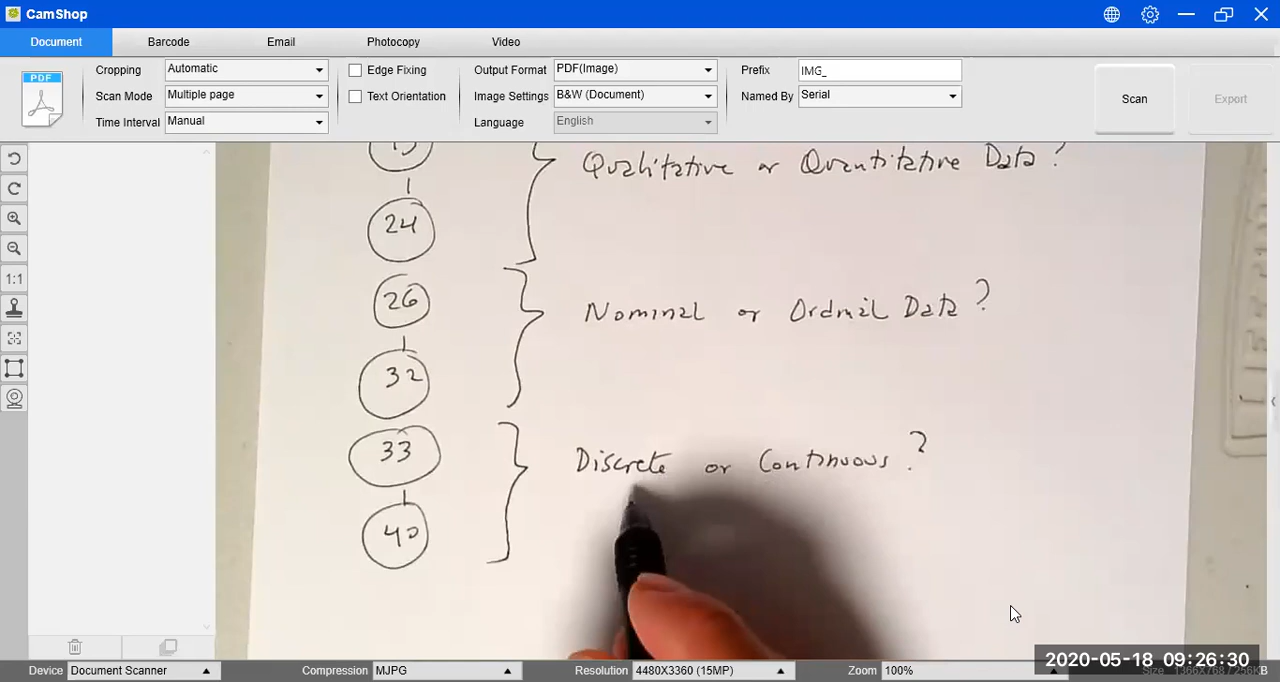 CamShop
Document Barcode Email Photocopy Video
PDF
Cropping Automatic Edge Fixing Output Format PDF(Image) Prefix IMG_
Scan Mode Multiple page Text Orientation Image Settings B&W (Document) Named By Serial Scan Export
Time Interval Manual Language English
Qualitative or Quantitative Data?
24
26 Nominal or Ordinal Data?
32
33 Discrete or Continuous?
40
1:1
2020-05-18 09:26:30
Device Document Scanner Compression MJPG Resolution 4480X3360 (15MP) Zoom 100%